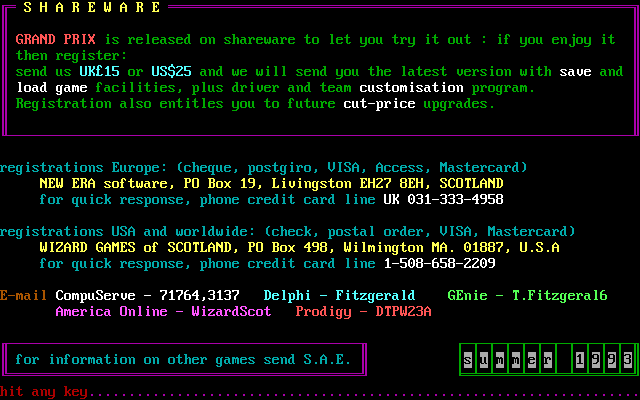 SHAREWARE
GRAND PRIX is released on shareware to let you try it out : if you enjoy it
then register:
send us UK£15 or US$25 and we will send you the latest version with save and
load game facilities, plus driver and team customisation program.
Registration also entitles you to future cut-price upgrades.
registrations Europe: (cheque, postgiro, VISA, Access, Mastercard)
NEW ERA software, PO Box 19, Livingston EH27 8EH, SCOTLAND
for quick response, phone credit card line UK 031-333-4958
registrations USA and worldwide: (check, postal order, VISA, Mastercard)
WIZARD GAMES of SCOTLAND, PO Box 498, Wilmington MA. 01887, U.S.A
for quick response, phone credit card line 1-508-658-2209
E-mail CompuServe - 71764,3137 Delphi - Fitzgerald GEnie - T.Fitzgeral6
America Online - WizardScot Prodigy - DTPW23A
for information on other games send S.A.E.
summer 1993
hit any key.....................................................................